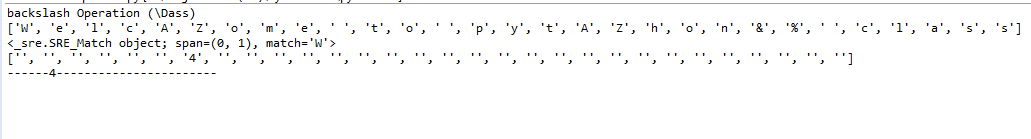 backslash Operation (\Dass)
['W', 'e', 'l', 'c', 'A', 'Z', 'o', 'm', 'e', ' ', 't', 'o', ' ', 'p', 'y', 't', 'A', 'Z', 'h', 'o', 'n', '&', '%', ' ', 'c', 'l', 'a', 's', 's']
<_sre.SRE_Match object; span=(0, 1), match='W'>
['', '', '', '', '', '', '4', '', '', '', '', '', '', '', '', '', '', '', '', '', '', '', '', '', '', '', '', '', '', '']
------4-----------------------